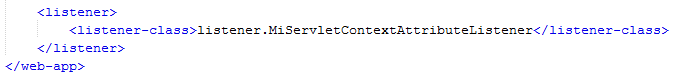 <listener>
<listener-class>listener.MiServletContextAttributeListener</listener-class>
</listener>
</web-app>